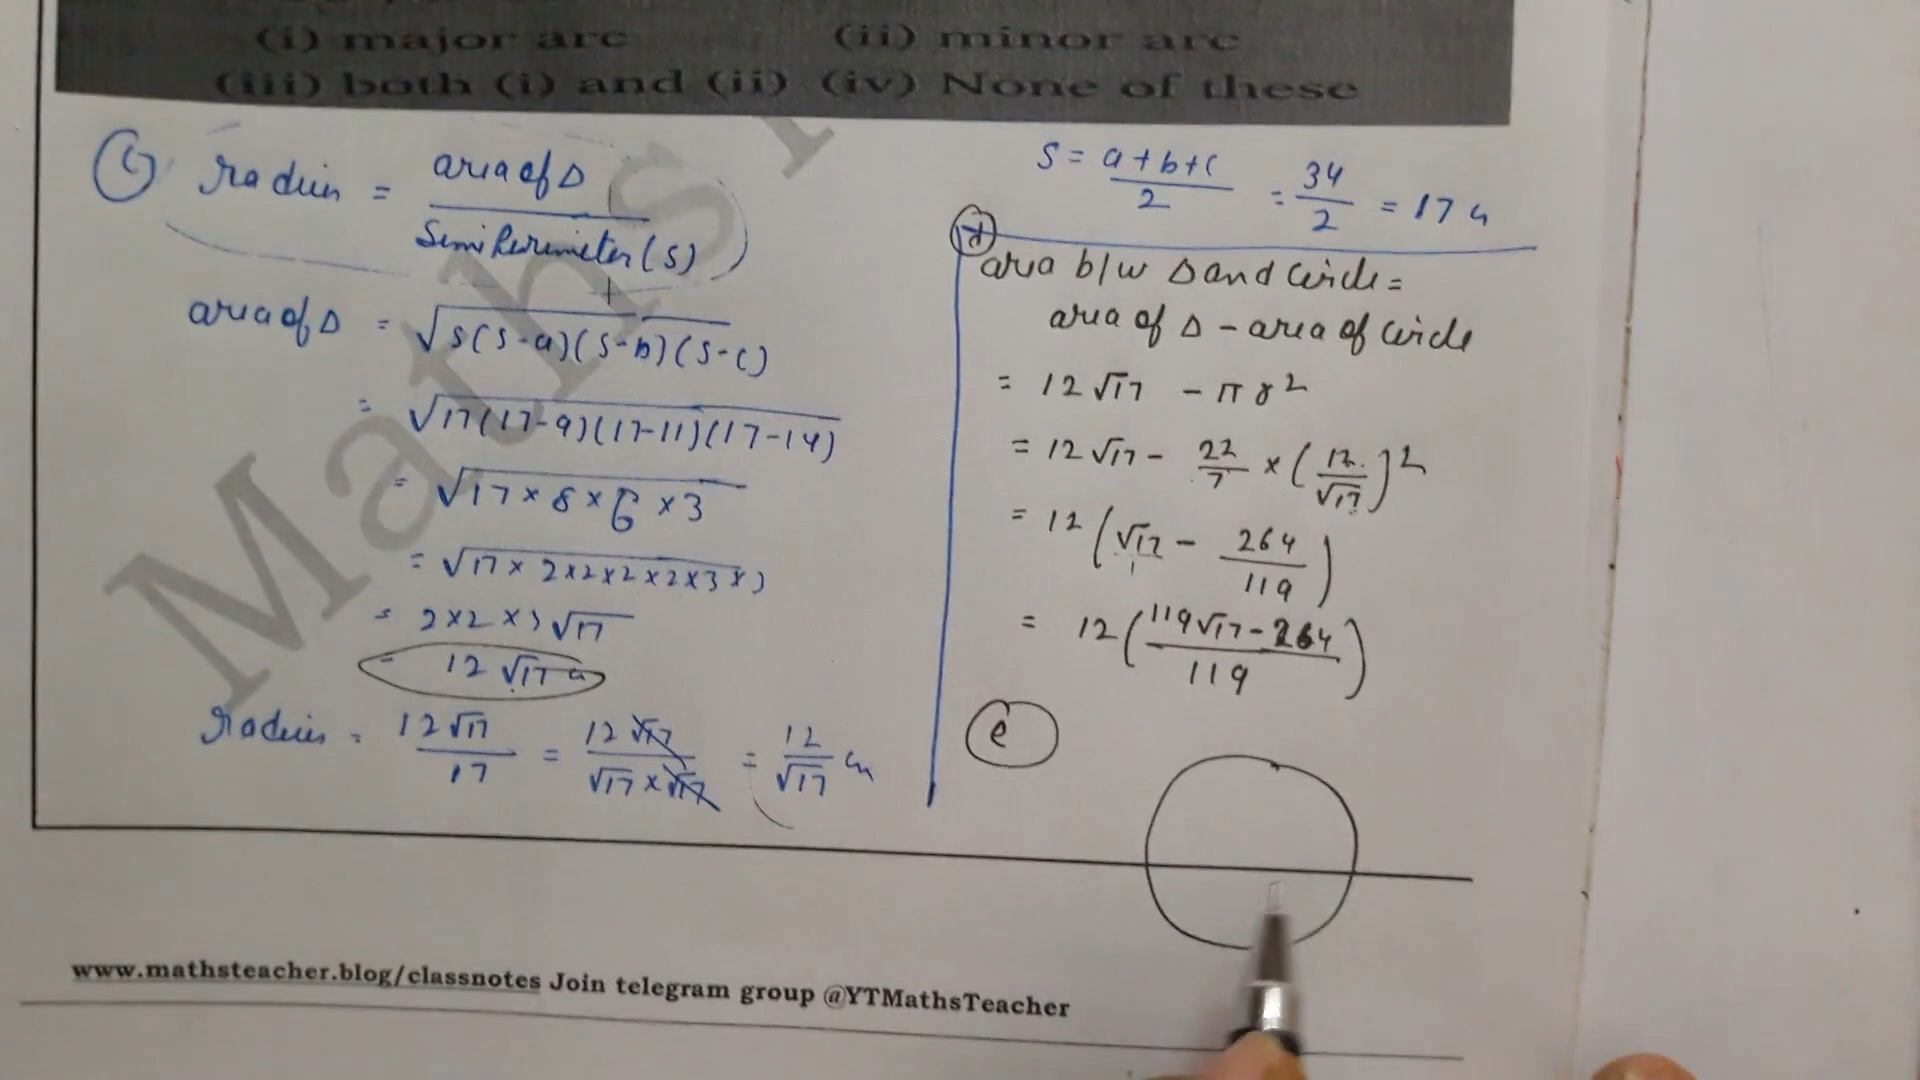 (i) major arc (ii) minor arc
(iii) both (i) and (ii) (iv) None of these
Maths
(c) radius = area of Δ / Semi Perimeter (s)
area of Δ = √s(s-a)(s-b)(s-c)
= √17(17-9)(17-11)(17-14)
= √17 × 8 × 6 × 3
= √17 × 2×2×2×2×3×3
= 2×2×3√17
= 12√17
radius = 12√17 / 17 = 12√17 / √17×√17 = 12/√17 cm
S = a+b+c / 2 = 34/2 = 17 cm
(d)
area b/w Δ and circle =
area of Δ - area of circle
= 12√17 - πr²
= 12√17 - 22/7 × (12/√17)²
= 12(√17 - 264/119)
= 12(119√17-264 / 119)
(e)
www.mathsteacher.blog/classnotes Join telegram group @YTMathsTeacher